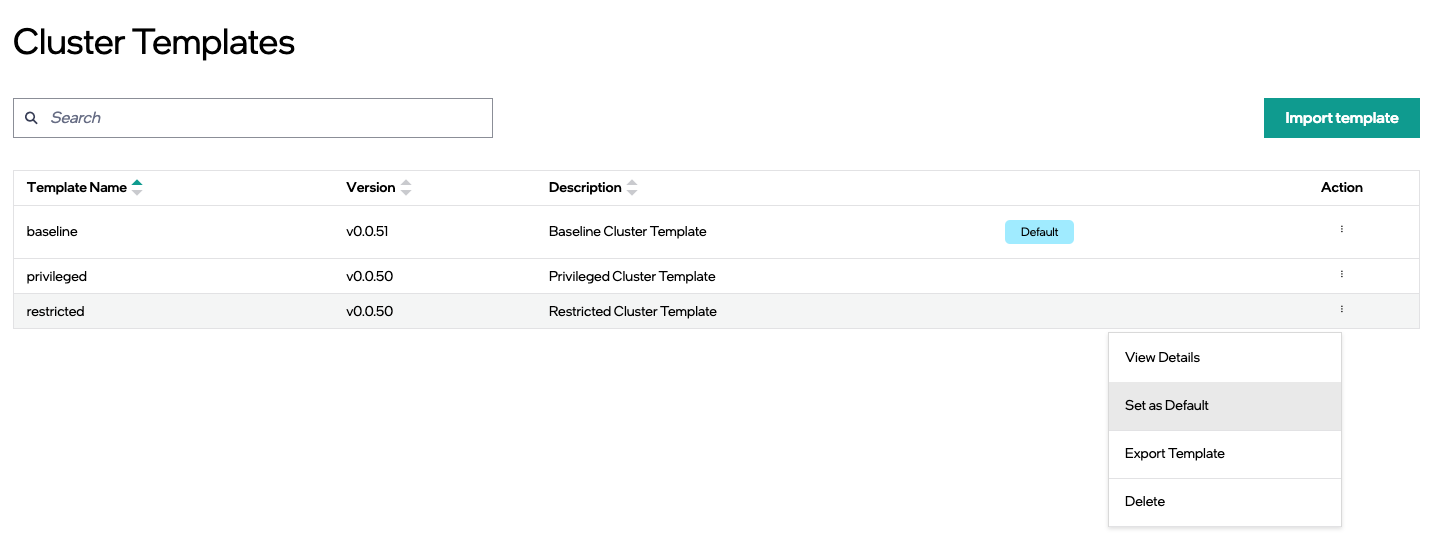 Cluster Templates
Search
Import template
Template Name Version Description Action
baseline v0.0.51 Baseline Cluster Template Default
privileged v0.0.50 Privileged Cluster Template
restricted v0.0.50 Restricted Cluster Template
View Details
Set as Default
Export Template
Delete